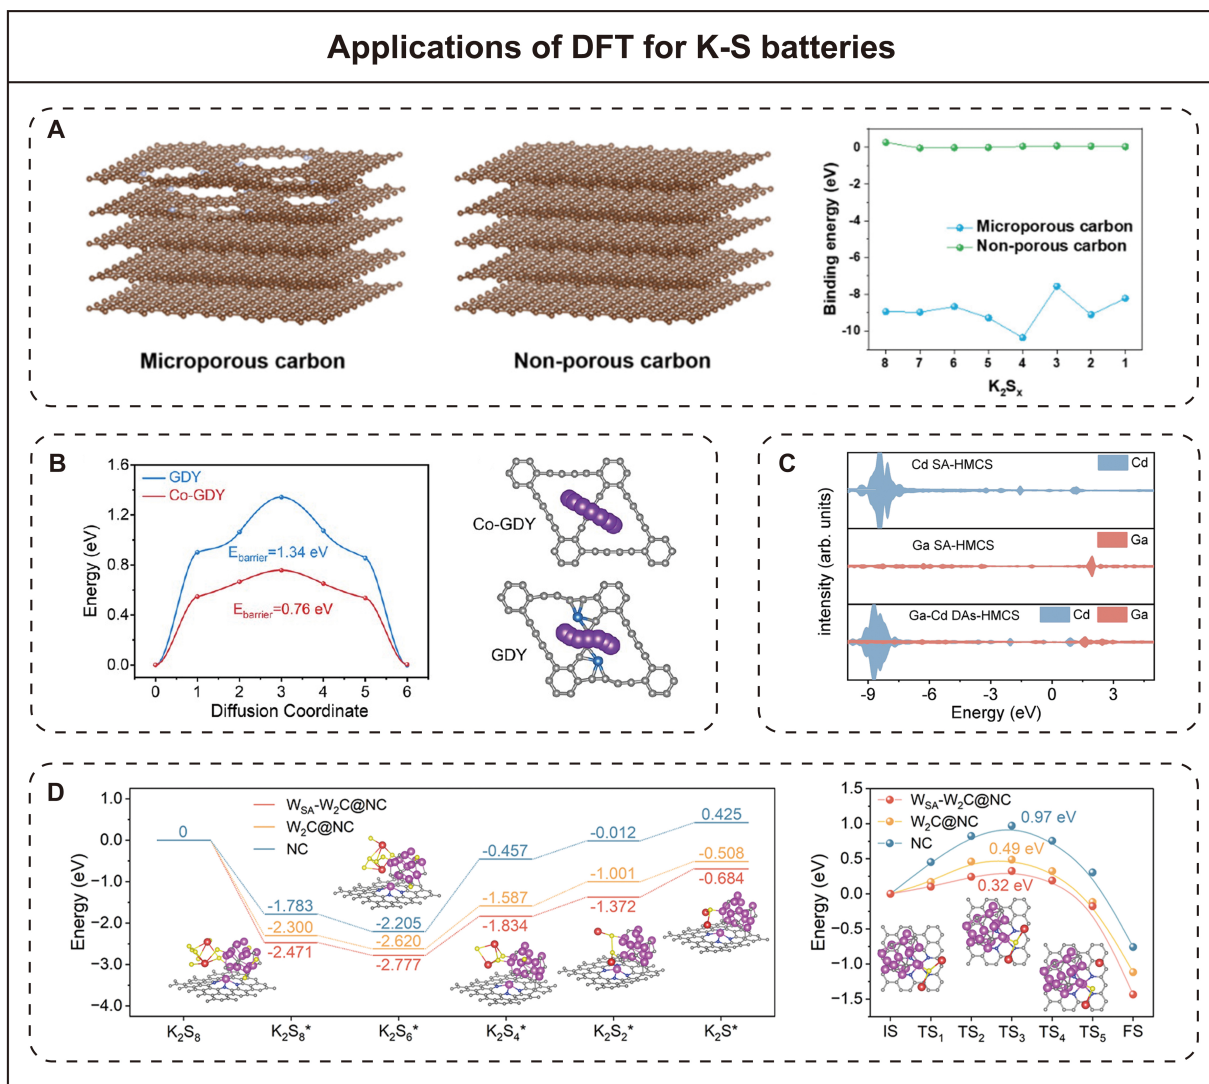 Applications of DFT for K-S batteries
A
Microporous carbon
Non-porous carbon
Binding energy (eV)
0
-2
-4
-6
-8
-10
Microporous carbon
Non-porous carbon
8 7 6 5 4 3 2 1
K₂Sₓ
B
Energy (eV)
1.6
1.2
0.8
0.4
0.0
GDY
Co-GDY
E_barrier=1.34 eV
E_barrier=0.76 eV
0 1 2 3 4 5 6
Diffusion Coordinate
Co-GDY
GDY
C
intensity (arb. units)
Cd SA-HMCS Cd
Ga SA-HMCS Ga
Ga-Cd DAs-HMCS Cd Ga
-9 -6 -3 0 3
Energy (eV)
D
Energy (eV)
1.0
0.0
−1.0
−2.0
−3.0
−4.0
W_SA-W₂C@NC
W₂C@NC
NC
0
-1.783
-2.300
-2.471
-2.205
-2.620
-2.777
-0.457
-1.587
-1.834
-0.012
-1.001
-1.372
0.425
-0.508
-0.684
K₂S₈ K₂S₈* K₂S₆* K₂S₄* K₂S₂* K₂S*
Energy (eV)
1.5
1.0
0.5
0.0
−0.5
−1.0
−1.5
W_SA-W₂C@NC
W₂C@NC
NC
0.97 eV
0.49 eV
0.32 eV
IS TS₁ TS₂ TS₃ TS₄ TS₅ FS